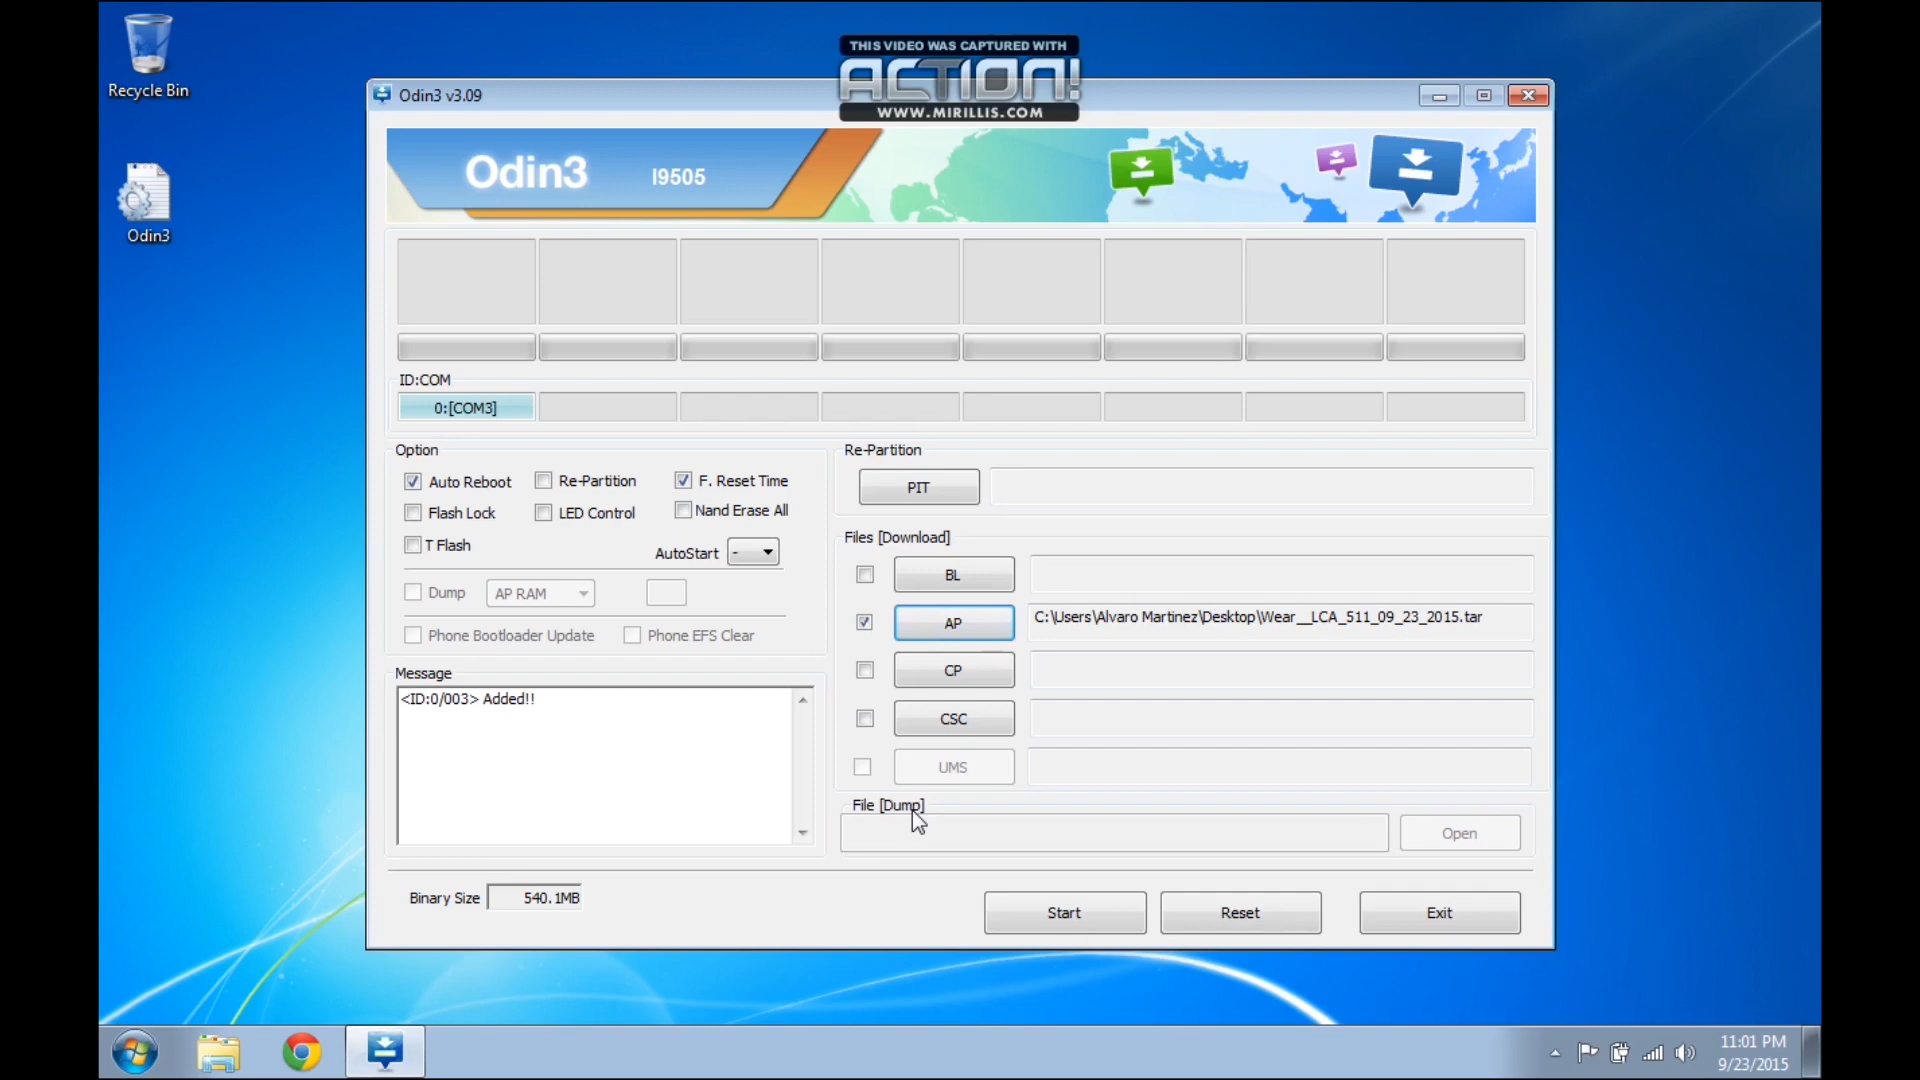 THIS VIDEO WAS CAPTURED WITH
ACTION!
WWW.MIRILLIS.COM
Recycle Bin
Odin3
Odin3 v3.09
Odin3 I9505
ID:COM
0:[COM3]
Option
Auto Reboot Re-Partition F. Reset Time
Flash Lock LED Control Nand Erase All
T Flash AutoStart -
Dump AP RAM
Phone Bootloader Update Phone EFS Clear
Message
<ID:0/003> Added!!
Re-Partition
PIT
Files [Download]
BL
AP C:\Users\Alvaro Martinez\Desktop\Wear__LCA_511_09_23_2015.tar
CP
CSC
UMS
File [Dump]
Open
Binary Size 540.1MB
Start Reset Exit
11:01 PM
9/23/2015